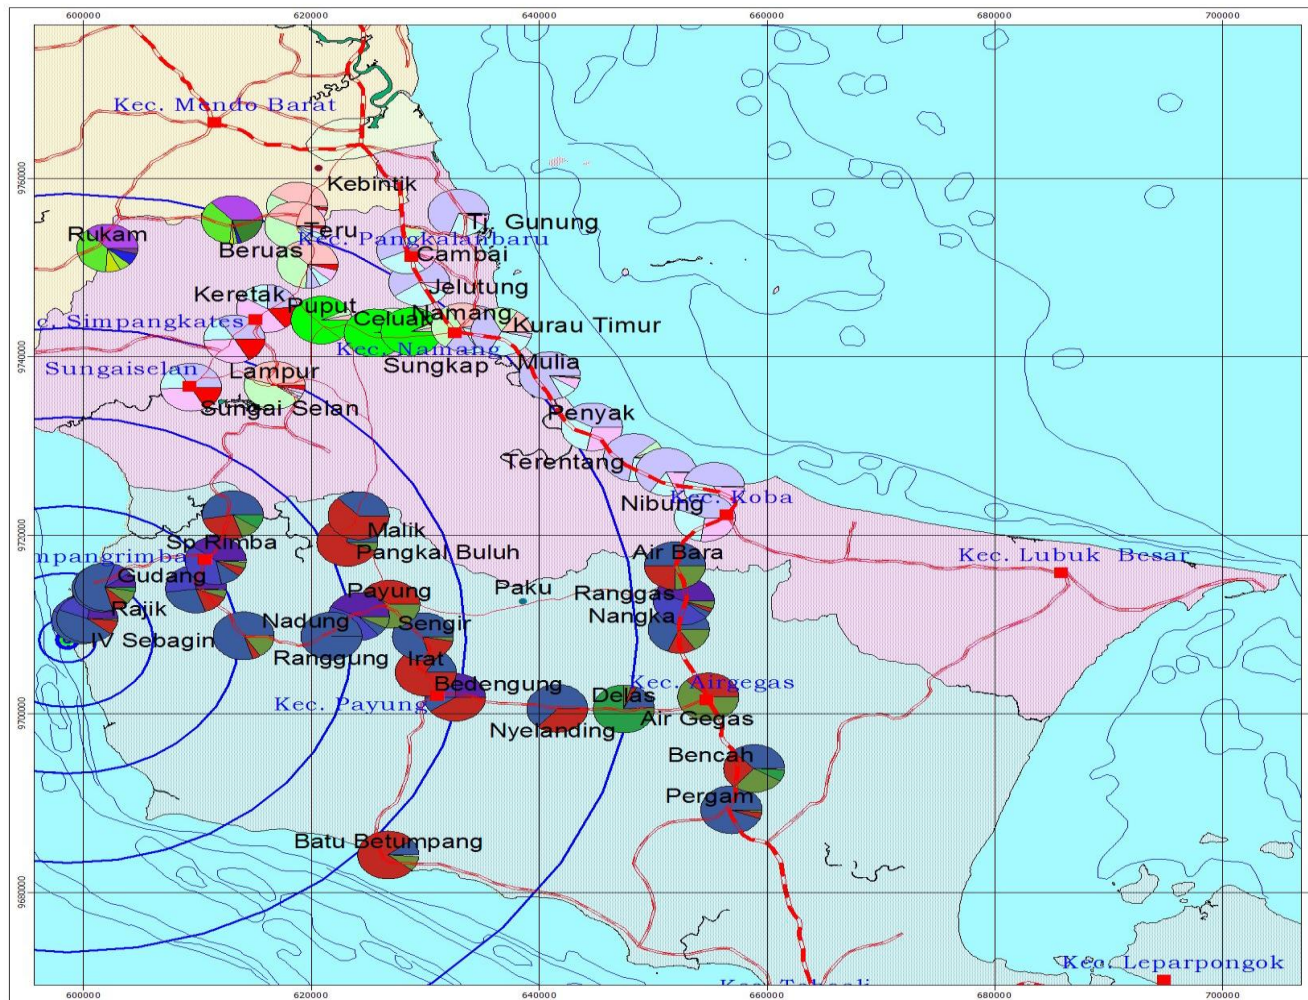 600000 620000 640000 660000 680000 700000
Kec. Mendo Barat
9760000
Kebintik
Rukam
Beruas
Teru
Tj. Gunung
Kec. Pangkalanbaru
Cambai
Jelutung
Keretak
Puput
Celuak
Namang
Kurau Timur
c. Simpangkates
Kec. Namang
9740000
Sungkap
Mulia
Sungaiselan
Lampur
Sungai Selan
Penyak
Terentang
Nibung
Kec. Koba
9720000
Malik
Sp Rimba
Pangkal Buluh
Air Bara
mpangrimba
Kec. Lubuk Besar
Gudang
Payung
Paku
Ranggas
Rajik
Nadung
Sengir
Nangka
IV Sebagin
Ranggung
Irat
Bedengung
Delas
Kec. Airgegas
9700000
Kec. Payung
Nyelanding
Air Gegas
Bencah
Pergam
Batu Betumpang
9680000
Kec. Leparpongok
600000 620000 640000 660000 680000 700000